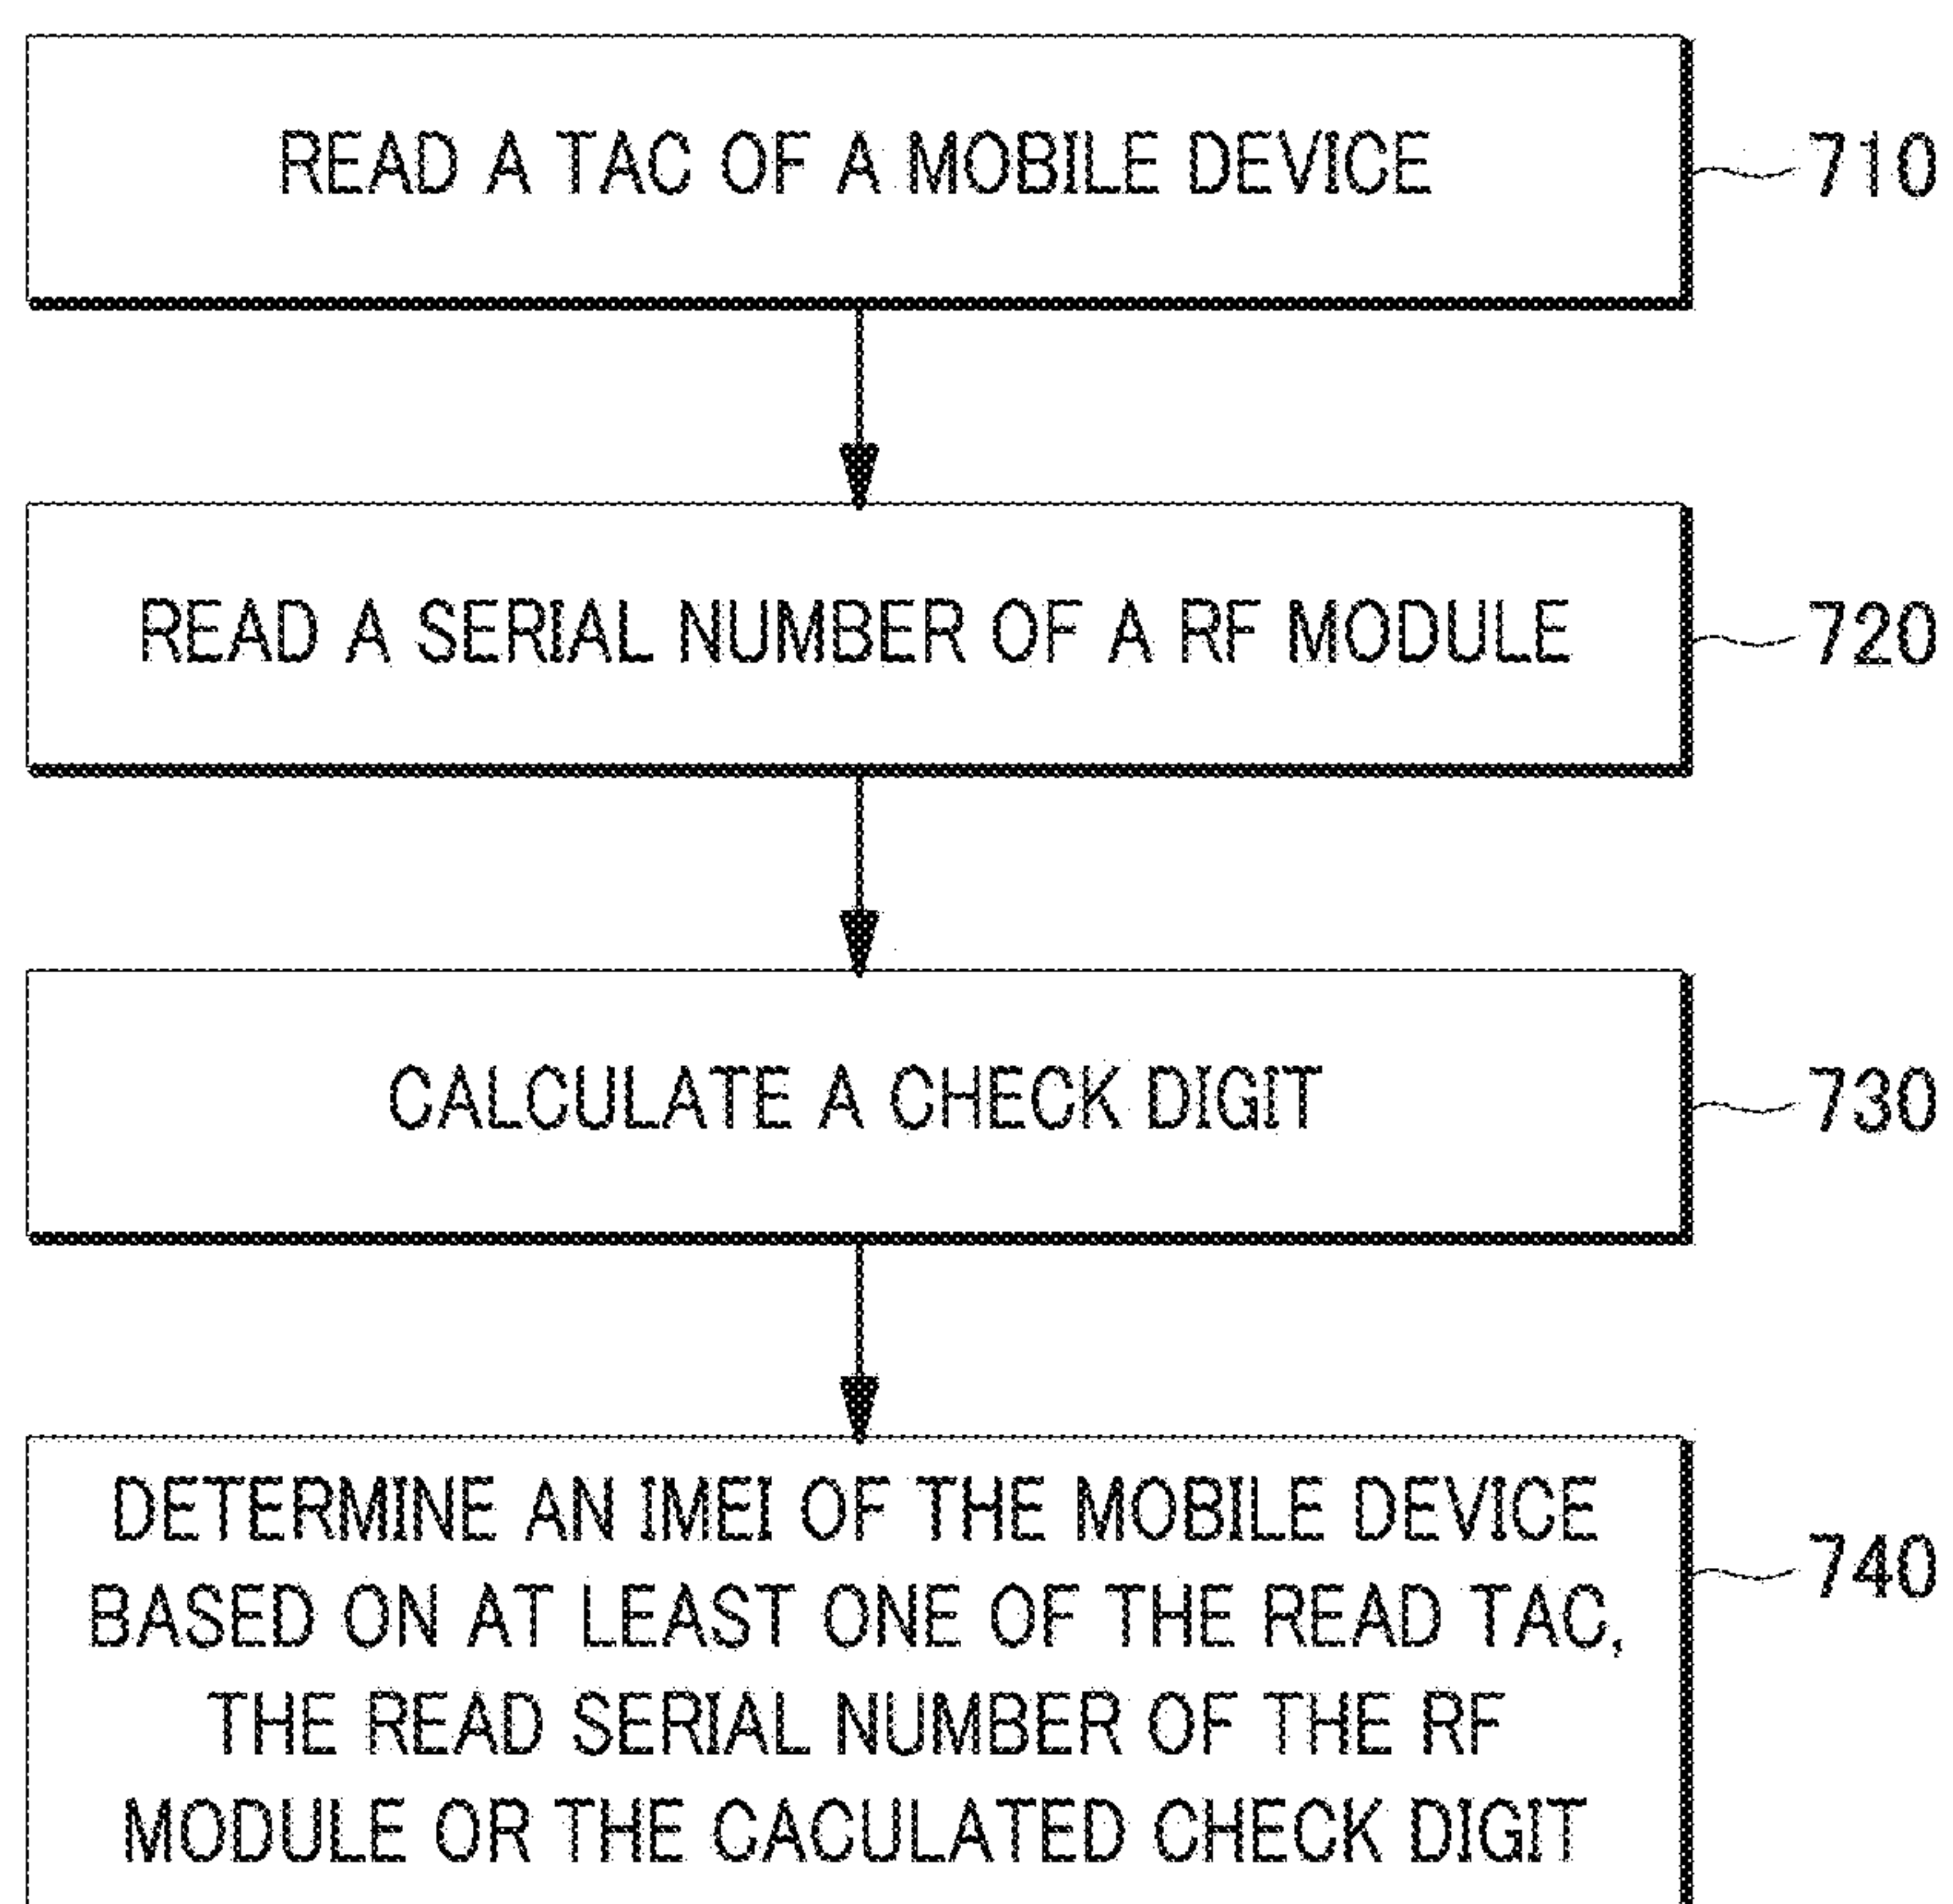 READ A TAC OF A MOBILE DEVICE
710
READ A SERIAL NUMBER OF A RF MODULE
720
CALCULATE A CHECK DIGIT
730
DETERMINE AN IMEI OF THE MOBILE DEVICE
BASED ON AT LEAST ONE OF THE READ TAC,
THE READ SERIAL NUMBER OF THE RF
MODULE OR THE CACULATED CHECK DIGIT
740